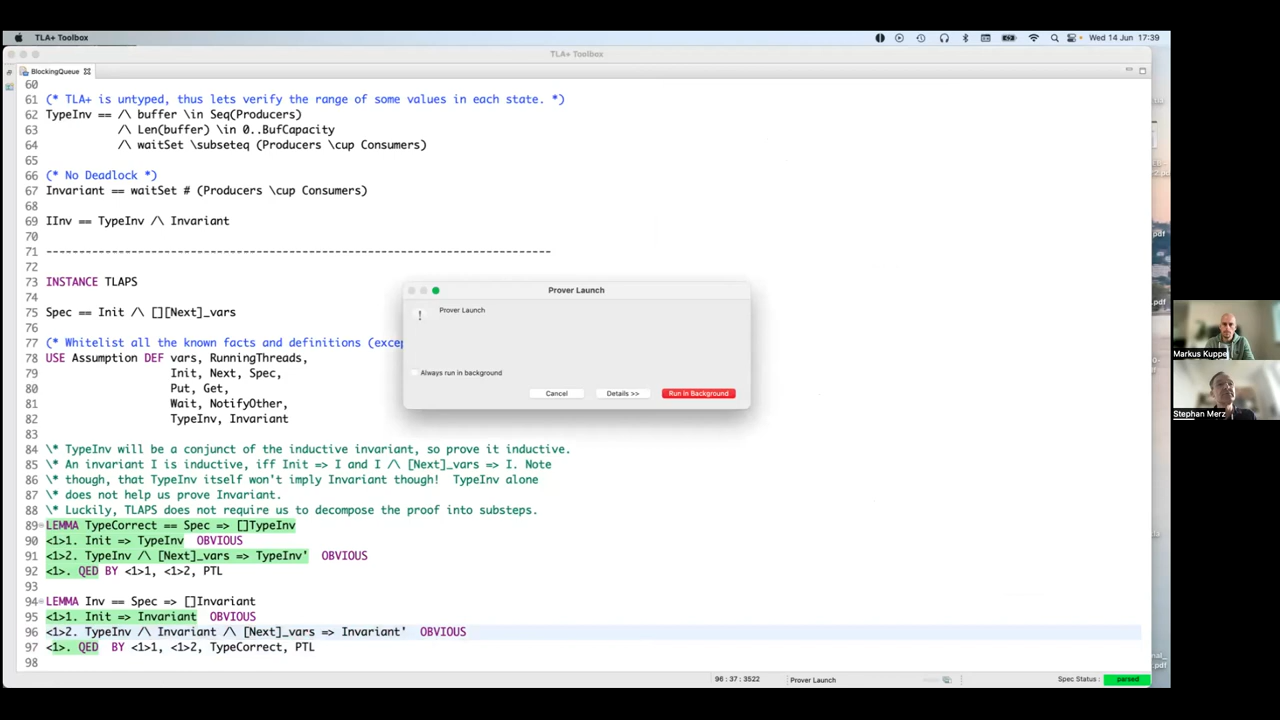 TLA+ Toolbox
Wed 14 Jun 17:39
TLA+ Toolbox
BlockingQueue
60
61 (* TLA+ is untyped, thus lets verify the range of some values in each state. *)
62 TypeInv == /\ buffer \in Seq(Producers)
63 /\ Len(buffer) \in 0..BufCapacity
64 /\ waitSet \subseteq (Producers \cup Consumers)
65
66 (* No Deadlock *)
67 Invariant == waitSet # (Producers \cup Consumers)
68
69 IInv == TypeInv /\ Invariant
70
71 -----------------------------------------------------------------------------
72
73 INSTANCE TLAPS
74
75 Spec == Init /\ [][Next]_vars
76
77 (* Whitelist all the known facts and definitions (excep
78 USE Assumption DEF vars, RunningThreads,
79 Init, Next, Spec,
80 Put, Get,
81 Wait, NotifyOther,
82 TypeInv, Invariant
83
84 \* TypeInv will be a conjunct of the inductive invariant, so prove it inductive.
85 \* An invariant I is inductive, iff Init => I and I /\ [Next]_vars => I. Note
86 \* though, that TypeInv itself won't imply Invariant though! TypeInv alone
87 \* does not help us prove Invariant.
88 \* Luckily, TLAPS does not require us to decompose the proof into substeps.
89 LEMMA TypeCorrect == Spec => []TypeInv
90 <1>1. Init => TypeInv OBVIOUS
91 <1>2. TypeInv /\ [Next]_vars => TypeInv' OBVIOUS
92 <1>. QED BY <1>1, <1>2, PTL
93
94 LEMMA Inv == Spec => []Invariant
95 <1>1. Init => Invariant OBVIOUS
96 <1>2. TypeInv /\ Invariant /\ [Next]_vars => Invariant' OBVIOUS
97 <1>. QED BY <1>1, <1>2, TypeCorrect, PTL
98
Prover Launch
Prover Launch
Always run in background
Cancel
Details >>
Run in Background
96 : 37 : 3522
Prover Launch
Spec Status :
parsed
.pdf
.pdf
.pdf
.pdf
Markus Kuppe
Stephan Merz